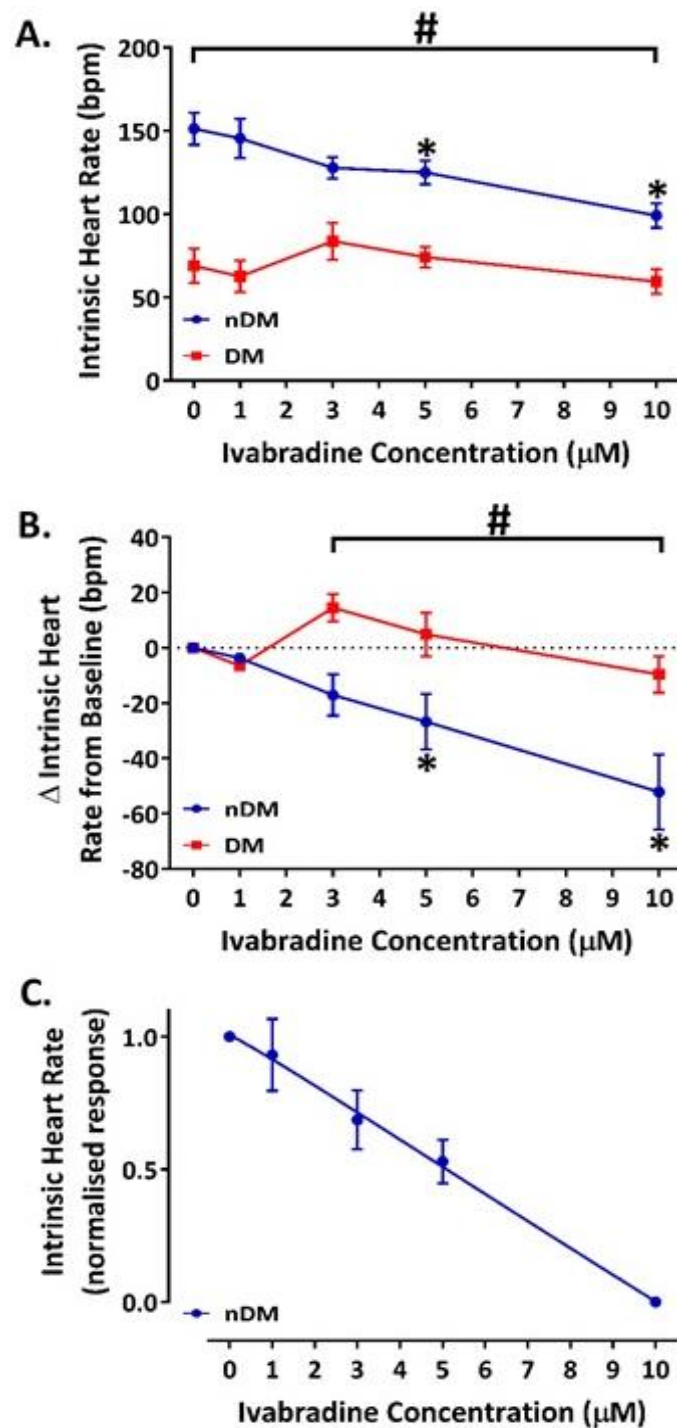 A.
#
Intrinsic Heart Rate (bpm)
200
150
100
50
0
*
*
nDM
DM
0 1 2 3 4 5 6 7 8 9 10
Ivabradine Concentration (μM)
B.
#
Δ Intrinsic Heart
Rate from Baseline (bpm)
40
20
0
-20
-40
-60
-80
*
*
nDM
DM
0 1 2 3 4 5 6 7 8 9 10
Ivabradine Concentration (μM)
C.
Intrinsic Heart Rate
(normalised response)
1.0
0.5
0.0
nDM
0 1 2 3 4 5 6 7 8 9 10
Ivabradine Concentration (μM)